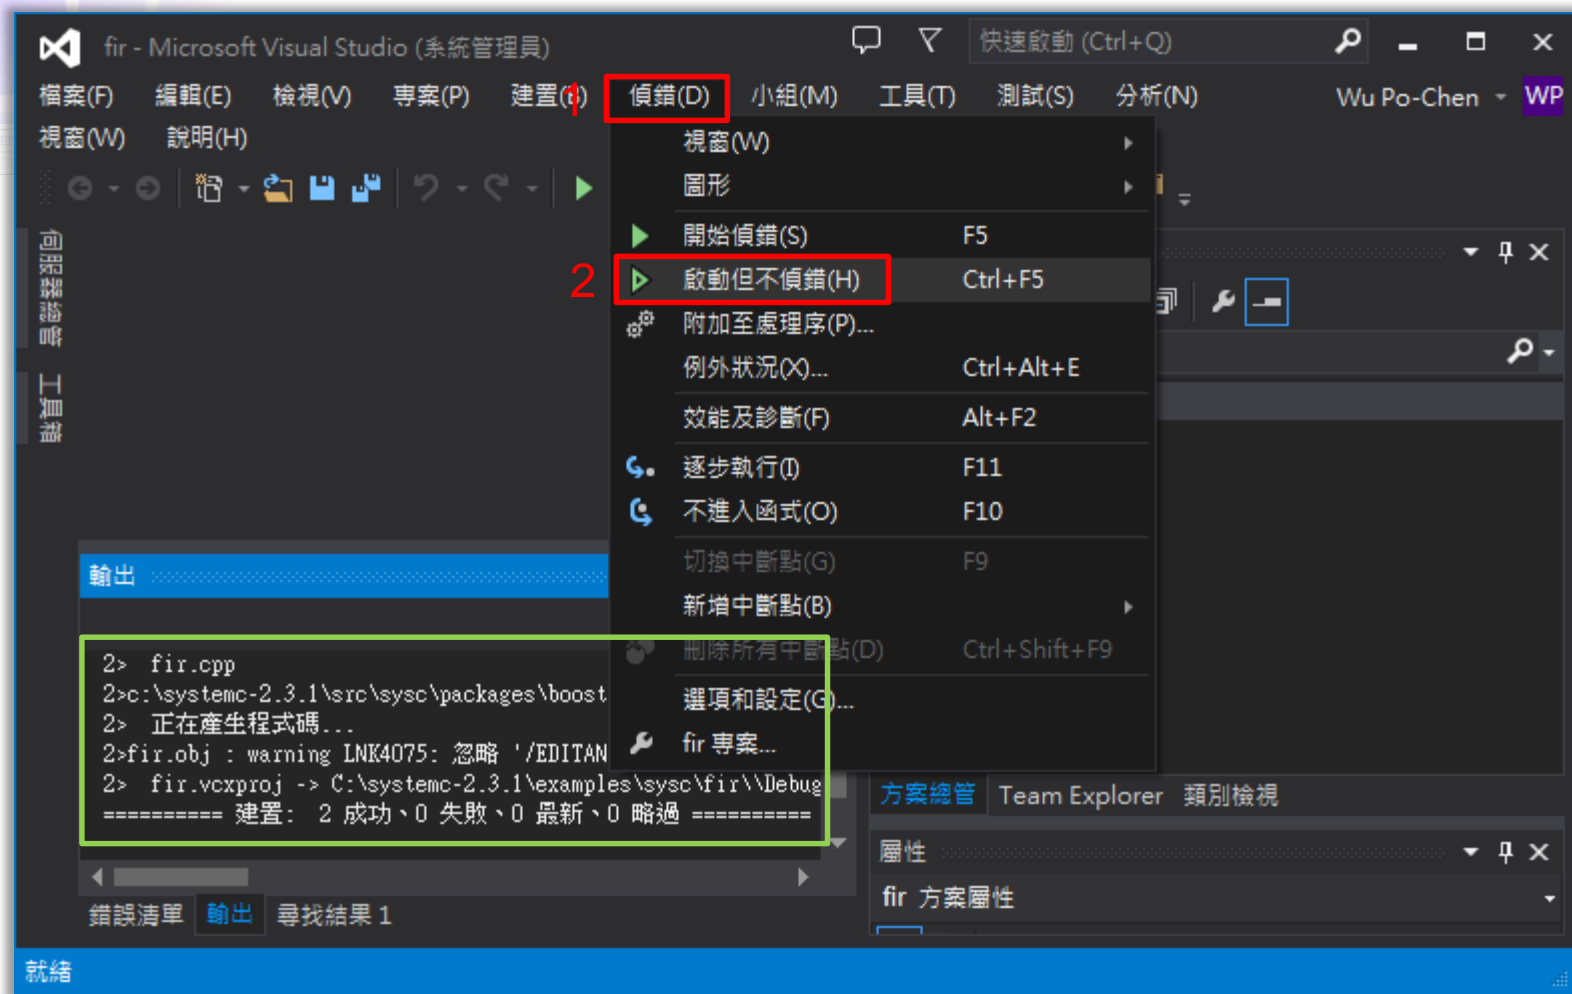 fir - Microsoft Visual Studio (系統管理員)
快速啟動 (Ctrl+Q)
檔案(F) 編輯(E) 檢視(V) 專案(P) 建置(B) 偵錯(D) 小組(M) 工具(T) 測試(S) 分析(N) Wu Po-Chen WP
1
視窗(W) 說明(H)
視窗(W)
圖形
開始偵錯(S) F5
2 啟動但不偵錯(H) Ctrl+F5
附加至處理序(P)...
例外狀況(X)... Ctrl+Alt+E
效能及診斷(F) Alt+F2
逐步執行(I) F11
不進入函式(O) F10
切換中斷點(G) F9
新增中斷點(B)
刪除所有中斷點(D) Ctrl+Shift+F9
選項和設定(G)...
fir 專案...
伺服器總管
工具箱
輸出
2> fir.cpp
2>c:\systemc-2.3.1\src\sysc\packages\boost
2> 正在產生程式碼...
2>fir.obj : warning LNK4075: 忽略 '/EDITAN
2> fir.vcxproj -> C:\systemc-2.3.1\examples\sysc\fir\\Debug
========== 建置: 2 成功、0 失敗、0 最新、0 略過 ==========
錯誤清單 輸出 尋找結果 1
方案總管 Team Explorer 類別檢視
屬性
fir 方案屬性
就緒